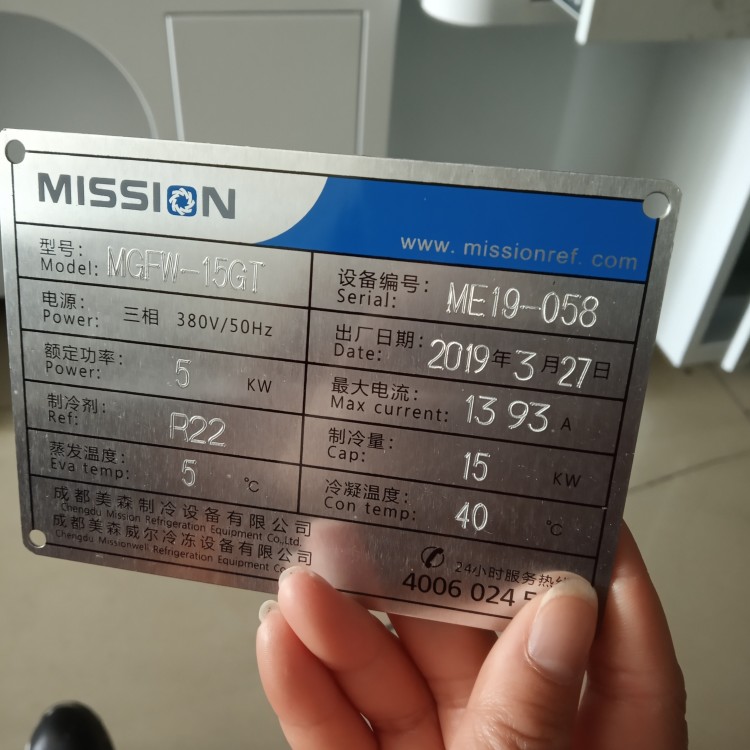 MISSION
www. missionref. com
型号: MGFW-15GT
Model:
设备编号: ME19-058
Serial:
电源: 三相 380V/50Hz
Power:
出厂日期: 2019年3月27日
Date:
额定功率: 5 KW
Power:
最大电流: 13 93 A
Max current:
制冷剂: R22
Ref:
制冷量: 15 KW
Cap:
蒸发温度: 5 ℃
Eva temp:
冷凝温度: 40 ℃
Con temp:
成都美森制冷设备有限公司
Chengdu Mission Refrigeration Equipment Co.,Ltd.
成都美森威尔冷冻设备有限公司
Chengdu Missionwell Refrigeration Equipment
24小时服务热线
4006 024